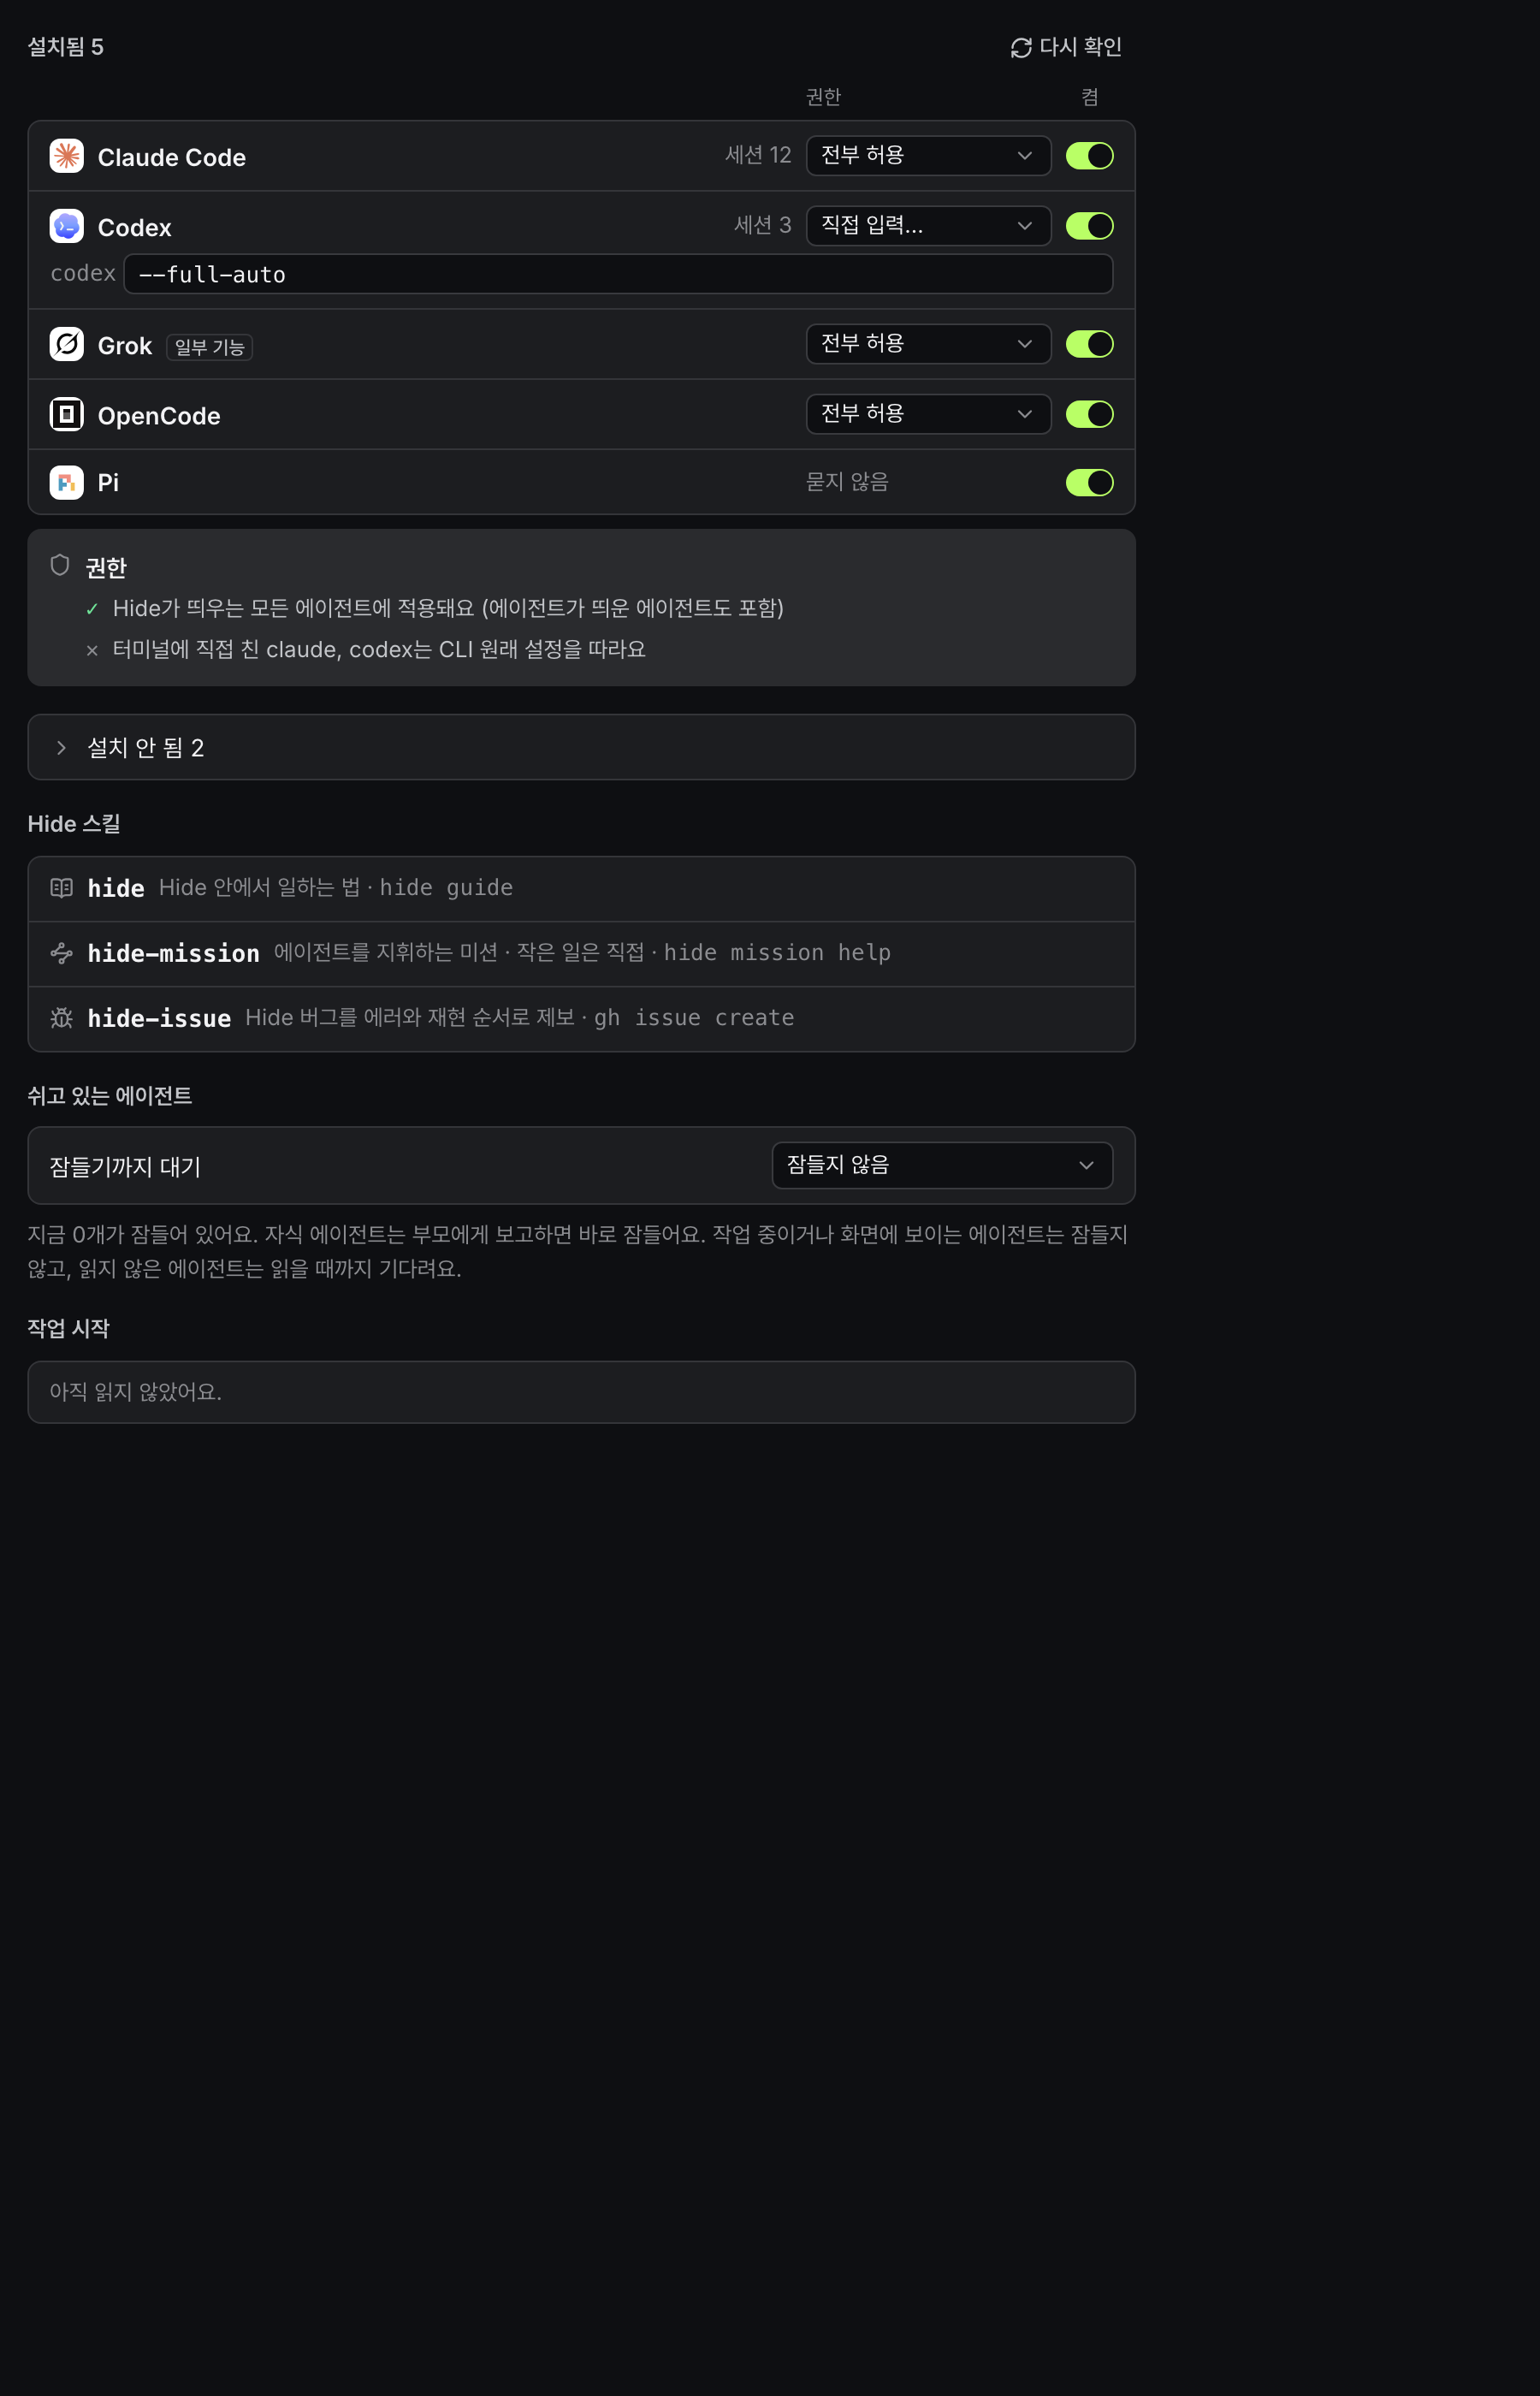 설치됨 5
다시 확인
권한
켬
Claude Code
세션 12
전부 허용
Codex
세션 3
직접 입력...
codex
--full-auto
Grok
일부 기능
전부 허용
OpenCode
전부 허용
Pi
묻지 않음
권한
✓ Hide가 띄우는 모든 에이전트에 적용돼요 (에이전트가 띄운 에이전트도 포함)
× 터미널에 직접 친 claude, codex는 CLI 원래 설정을 따라요
설치 안 됨 2
Hide 스킬
hide Hide 안에서 일하는 법 · hide guide
hide-mission 에이전트를 지휘하는 미션 · 작은 일은 직접 · hide mission help
hide-issue Hide 버그를 에러와 재현 순서로 제보 · gh issue create
쉬고 있는 에이전트
잠들기까지 대기
잠들지 않음
지금 0개가 잠들어 있어요. 자식 에이전트는 부모에게 보고하면 바로 잠들어요. 작업 중이거나 화면에 보이는 에이전트는 잠들지
않고, 읽지 않은 에이전트는 읽을 때까지 기다려요.
작업 시작
아직 읽지 않았어요.